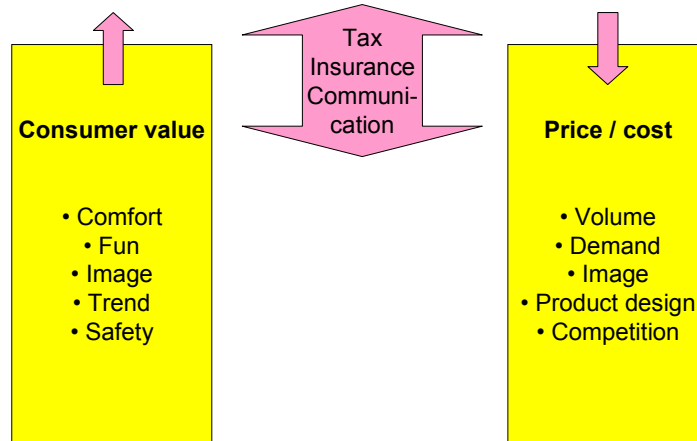 Tax
Insurance
Communi-
cation
Consumer value
• Comfort
• Fun
• Image
• Trend
• Safety
Price / cost
• Volume
• Demand
• Image
• Product design
• Competition